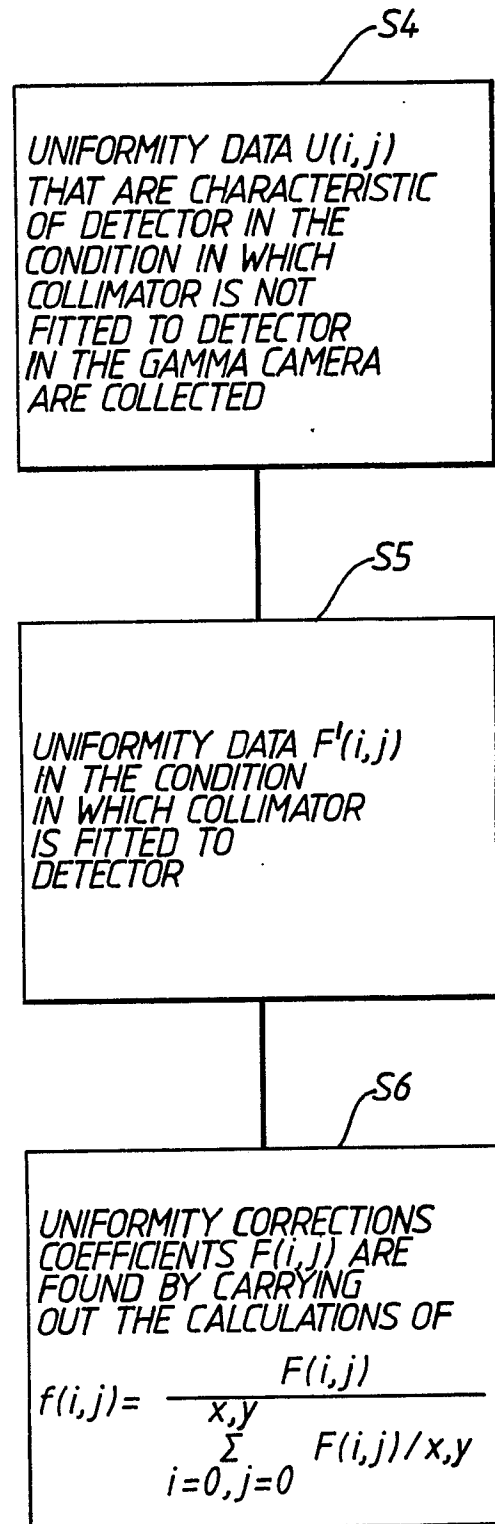 S4
UNIFORMITY DATA U(i,j)
THAT ARE CHARACTERISTIC
OF DETECTOR IN THE
CONDITION IN WHICH
COLLIMATOR IS NOT
FITTED TO DETECTOR
IN THE GAMMA CAMERA
ARE COLLECTED
S5
UNIFORMITY DATA F'(i,j)
IN THE CONDITION
IN WHICH COLLIMATOR
IS FITTED TO
DETECTOR
S6
UNIFORMITY CORRECTIONS
COEFFICIENTS F(i,j) ARE
FOUND BY CARRYING
OUT THE CALCULATIONS OF
F(i,j)
f(i,j)=
x,y
Σ F(i,j)/x,y
i=0,j=0